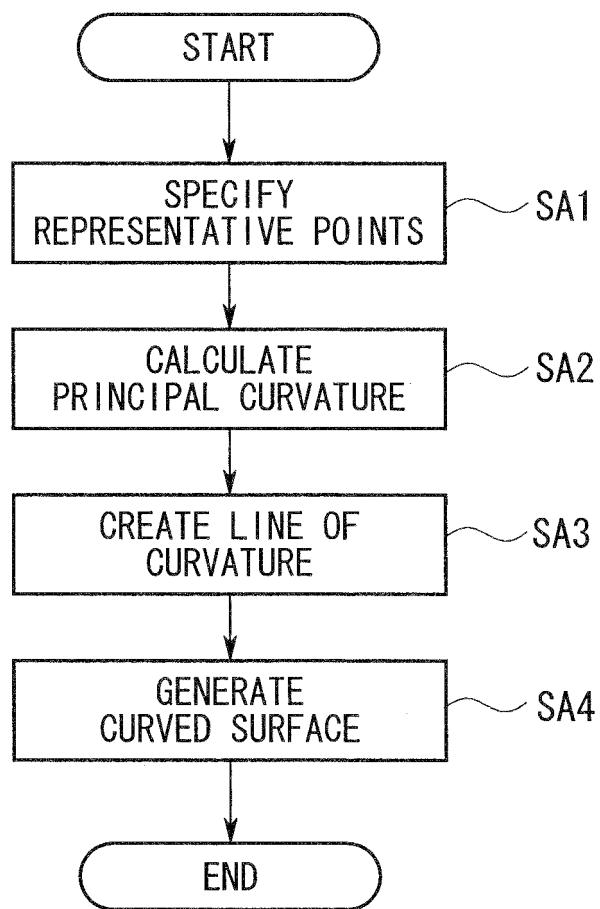 START
SPECIFY
REPRESENTATIVE POINTS
SA1
CALCULATE
PRINCIPAL CURVATURE
SA2
CREATE LINE OF
CURVATURE
SA3
GENERATE
CURVED SURFACE
SA4
END